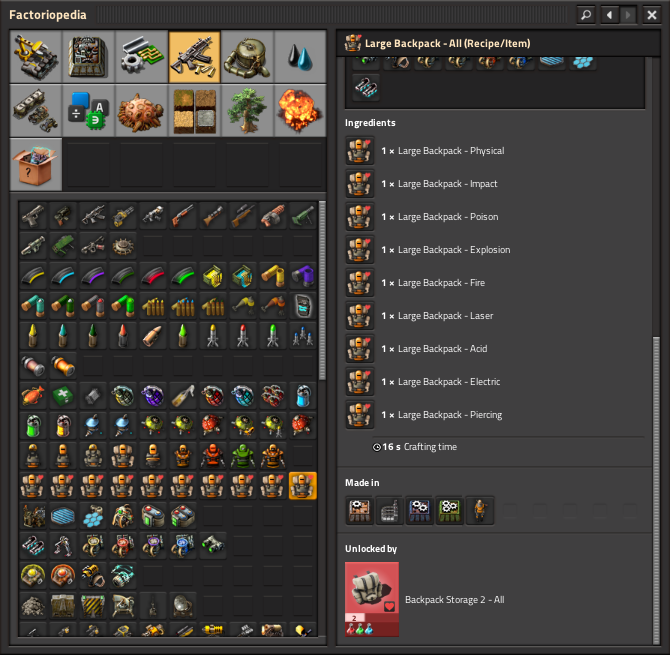 Factoriopedia
Large Backpack - All (Recipe/Item)
Ingredients
1 × Large Backpack - Physical
1 × Large Backpack - Impact
1 × Large Backpack - Poison
1 × Large Backpack - Explosion
1 × Large Backpack - Fire
1 × Large Backpack - Laser
1 × Large Backpack - Acid
1 × Large Backpack - Electric
1 × Large Backpack - Piercing
16 s Crafting time
Made in
Unlocked by
Backpack Storage 2 - All
2